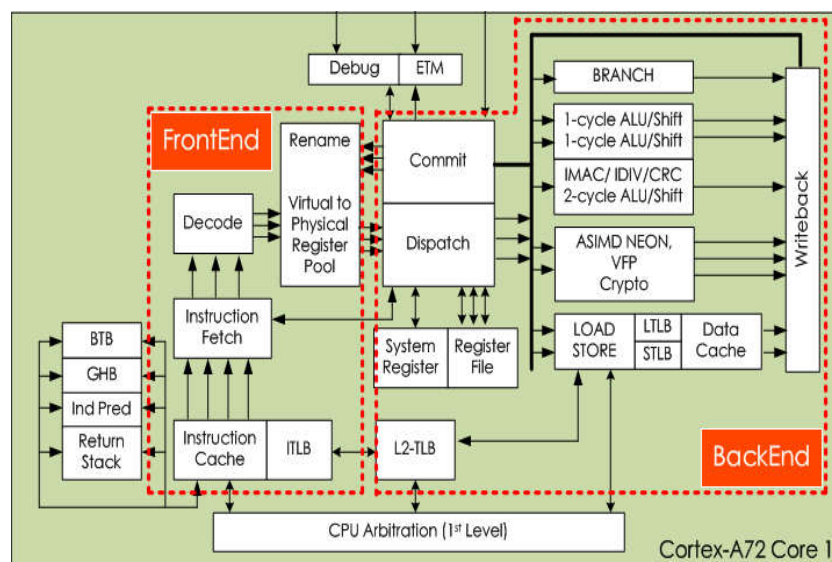 Debug
ETM
FrontEnd
Rename
Virtual to
Physical
Register
Pool
Decode
Instruction
Fetch
BTB
GHB
Ind Pred
Return
Stack
Instruction
Cache
ITLB
Commit
Dispatch
System
Register
Register
File
L2-TLB
CPU Arbitration (1st Level)
BRANCH
1-cycle ALU/Shift
1-cycle ALU/Shift
IMAC/ IDIV/CRC
2-cycle ALU/Shift
ASIMD NEON,
VFP
Crypto
LOAD
STORE
LTLB
STLB
Data
Cache
Writeback
BackEnd
Cortex-A72 Core 1